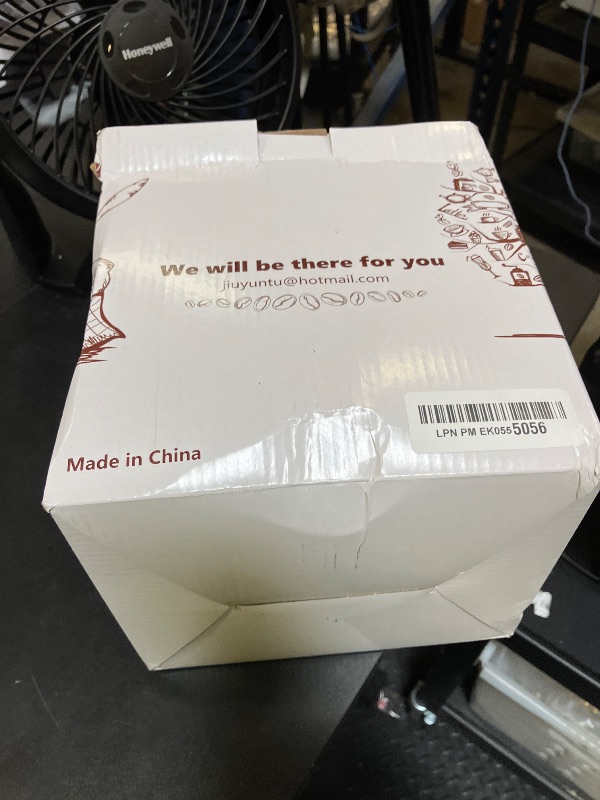 Honeywell
We will be there for you
jiuyuntu@hotmail.com
LPN PM EK0555056
Made in China